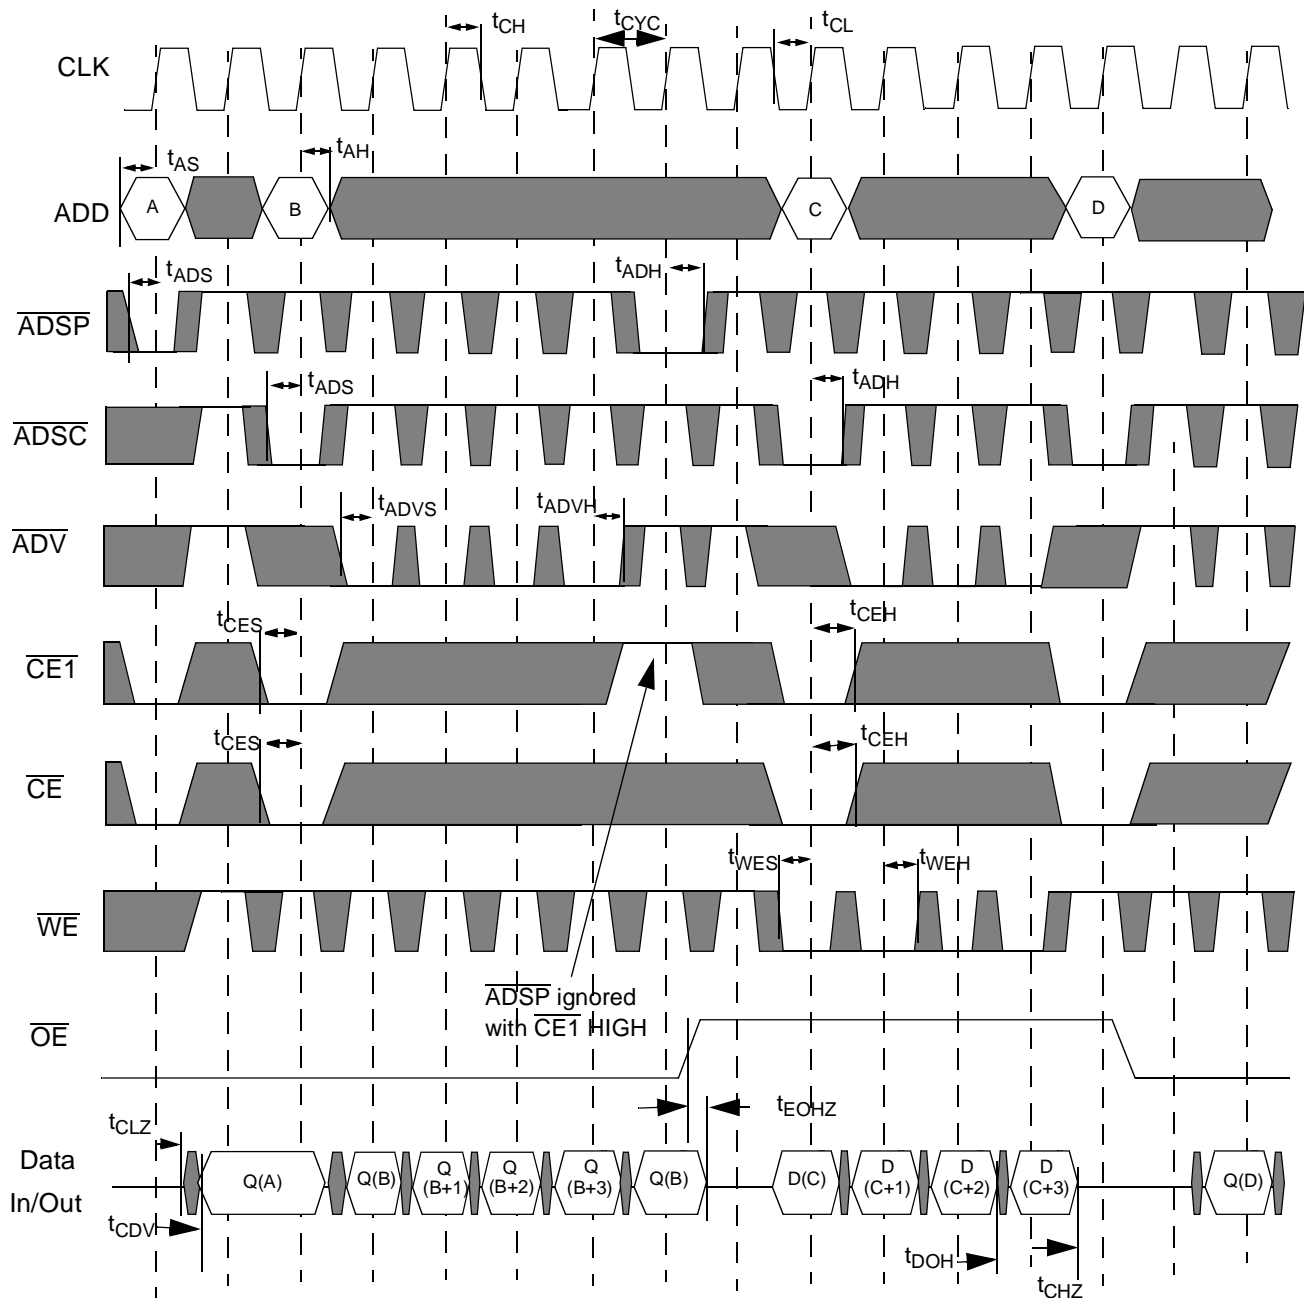 tCH
tCYC
tCL
CLK
tAS
tAH
ADD
A
B
C
D
tADS
tADH
ADSP
tADS
tADH
ADSC
tADVS
tADVH
ADV
tCES
tCEH
CE1
tCES
tCEH
CE
tWES
tWEH
WE
ADSP ignored
with CE1 HIGH
OE
tCLZ
tEOHZ
Data
In/Out
Q(A)
Q(B)
Q
(B+1)
Q
(B+2)
Q
(B+3)
Q(B)
D(C)
D
(C+1)
D
(C+2)
D
(C+3)
Q(D)
tCDV
tDOH
tCHZ